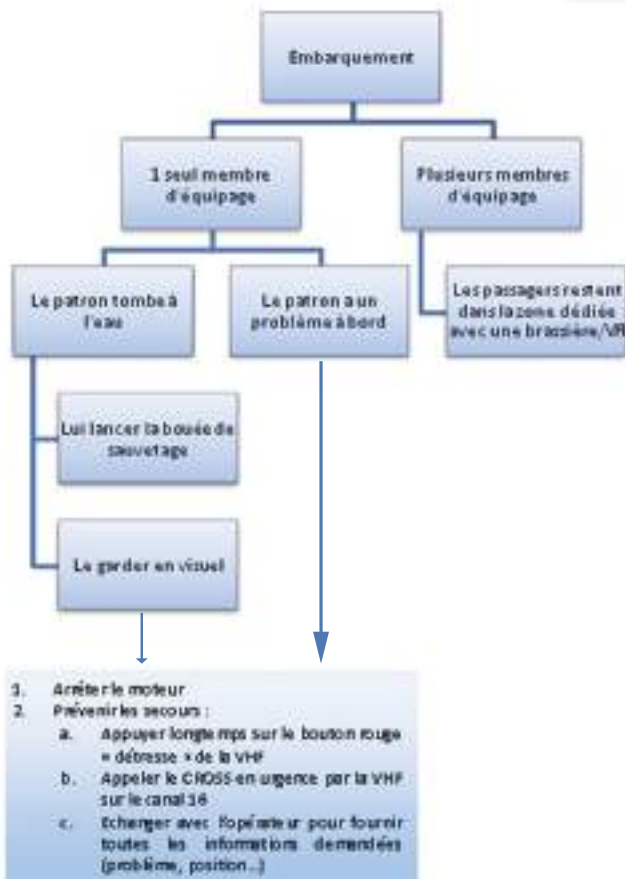 Embarquement
1 seul membre
d'équipage
Plusieurs membres
d'équipage
Le patron tombe à
l'eau
Le patron a un
problème à bord
Les passagers restent
dans la zone dédiée
avec une brassière/VFI
Lui lancer la bouée de
sauvetage
Le garder en visuel
1. Arrêter le moteur
2. Prévenir les secours :
a. Appuyer longtemps sur le bouton rouge
« détresse » de la VHF
b. Appeler le CROSS en urgence par la VHF
sur le canal 16
c. Echanger avec l'opérateur pour fournir
toutes les informations demandées
(problème, position...)